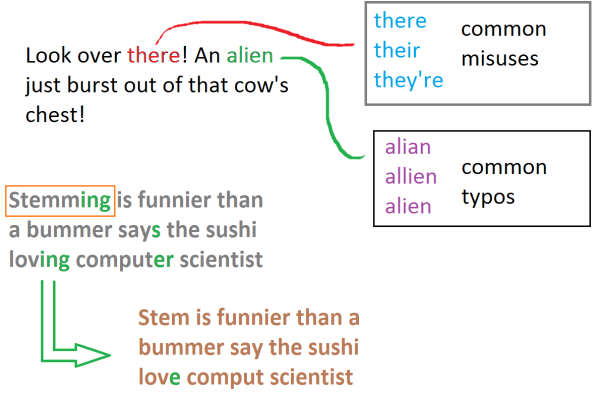 Look over there! An alien
just burst out of that cow's
chest!
there
their
they're
common
misuses
alian
allien
alien
common
typos
Stemming is funnier than
a bummer says the sushi
loving computer scientist
Stem is funnier than a
bummer say the sushi
love comput scientist